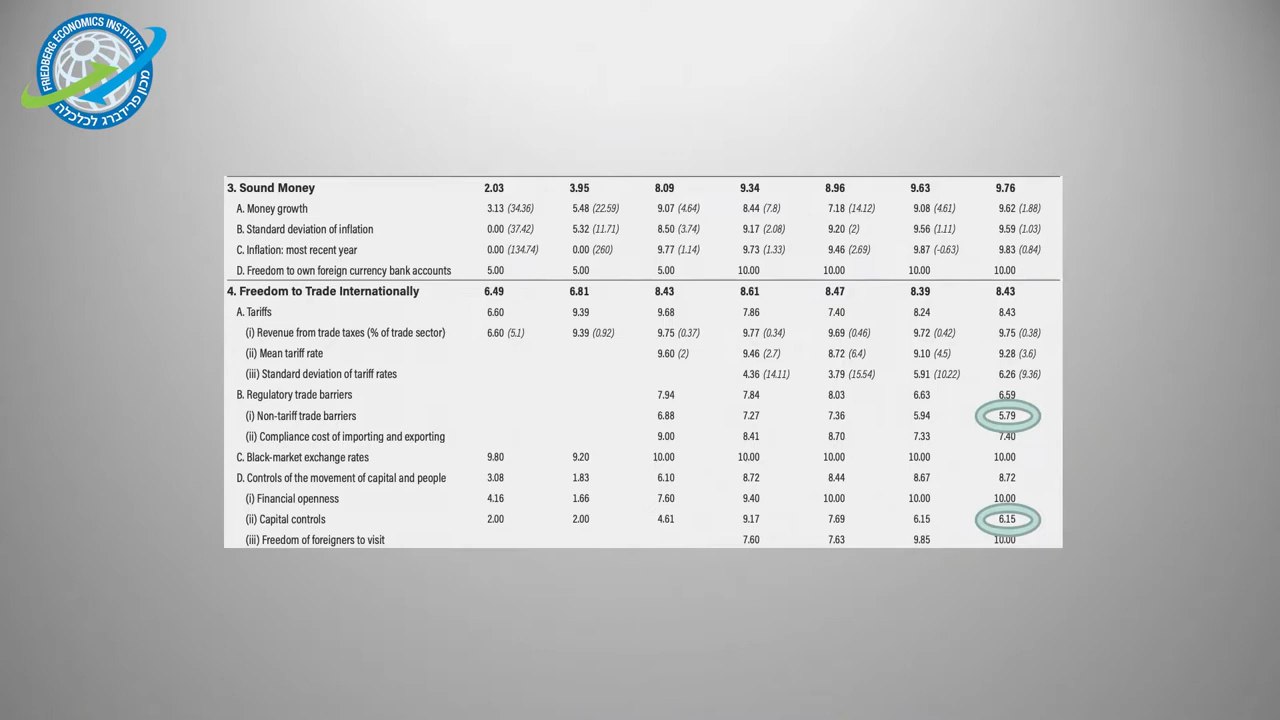 FRIEDBERG ECONOMICS INSTITUTE
מכון פרידברג לכלכלה
3. Sound Money 2.03 3.95 8.09 9.34 8.96 9.63 9.76
A. Money growth 3.13 (34.36) 5.48 (22.59) 9.07 (4.64) 8.44 (7.8) 7.18 (14.12) 9.08 (4.61) 9.62 (1.88)
B. Standard deviation of inflation 0.00 (37.42) 5.32 (11.71) 8.50 (3.74) 9.17 (2.08) 9.20 (2) 9.56 (1.11) 9.59 (1.03)
C. Inflation: most recent year 0.00 (134.74) 0.00 (260) 9.77 (1.14) 9.73 (1.33) 9.46 (2.69) 9.87 (-0.63) 9.83 (0.84)
D. Freedom to own foreign currency bank accounts 5.00 5.00 5.00 10.00 10.00 10.00 10.00
4. Freedom to Trade Internationally 6.49 6.81 8.43 8.61 8.47 8.39 8.43
A. Tariffs 6.60 9.39 9.68 7.86 7.40 8.24 8.43
(i) Revenue from trade taxes (% of trade sector) 6.60 (5.1) 9.39 (0.92) 9.75 (0.37) 9.77 (0.34) 9.69 (0.46) 9.72 (0.42) 9.75 (0.38)
(ii) Mean tariff rate 9.60 (2) 9.46 (2.7) 8.72 (6.4) 9.10 (4.5) 9.28 (3.6)
(iii) Standard deviation of tariff rates 4.36 (14.11) 3.79 (15.54) 5.91 (10.22) 6.26 (9.36)
B. Regulatory trade barriers 7.94 7.84 8.03 6.63 6.59
(i) Non-tariff trade barriers 6.88 7.27 7.36 5.94 5.79
(ii) Compliance cost of importing and exporting 9.00 8.41 8.70 7.33 7.40
C. Black-market exchange rates 9.80 9.20 10.00 10.00 10.00 10.00 10.00
D. Controls of the movement of capital and people 3.08 1.83 6.10 8.72 8.44 8.67 8.72
(i) Financial openness 4.16 1.66 7.60 9.40 10.00 10.00 10.00
(ii) Capital controls 2.00 2.00 4.61 9.17 7.69 6.15 6.15
(iii) Freedom of foreigners to visit 7.60 7.63 9.85 10.00